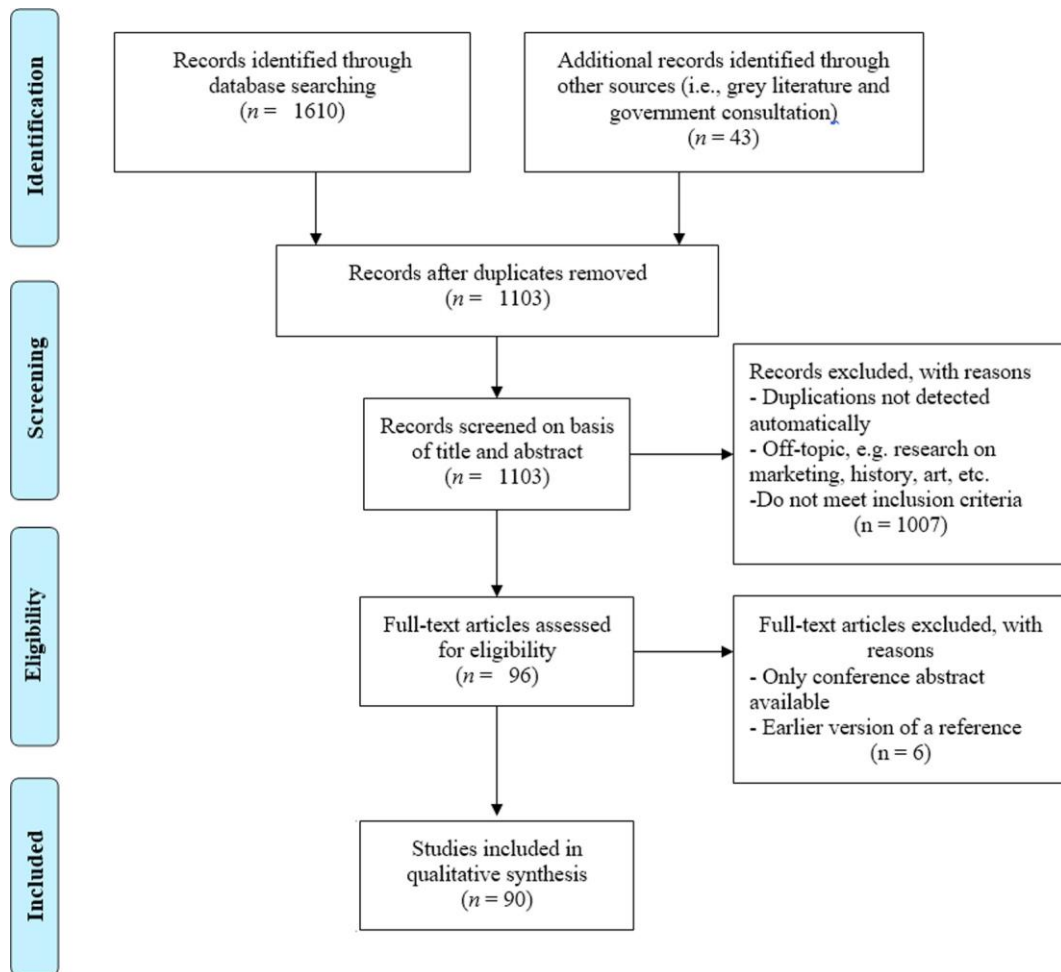 Identification
Records identified through
database searching
(n = 1610)
Additional records identified through
other sources (i.e., grey literature and
government consultation)
(n = 43)
Records after duplicates removed
(n = 1103)
Screening
Records screened on basis
of title and abstract
(n = 1103)
Records excluded, with reasons
- Duplications not detected
automatically
- Off-topic, e.g. research on
marketing, history, art, etc.
-Do not meet inclusion criteria
(n = 1007)
Eligibility
Full-text articles assessed
for eligibility
(n = 96)
Full-text articles excluded, with
reasons
- Only conference abstract
available
- Earlier version of a reference
(n = 6)
Included
Studies included in
qualitative synthesis
(n = 90)